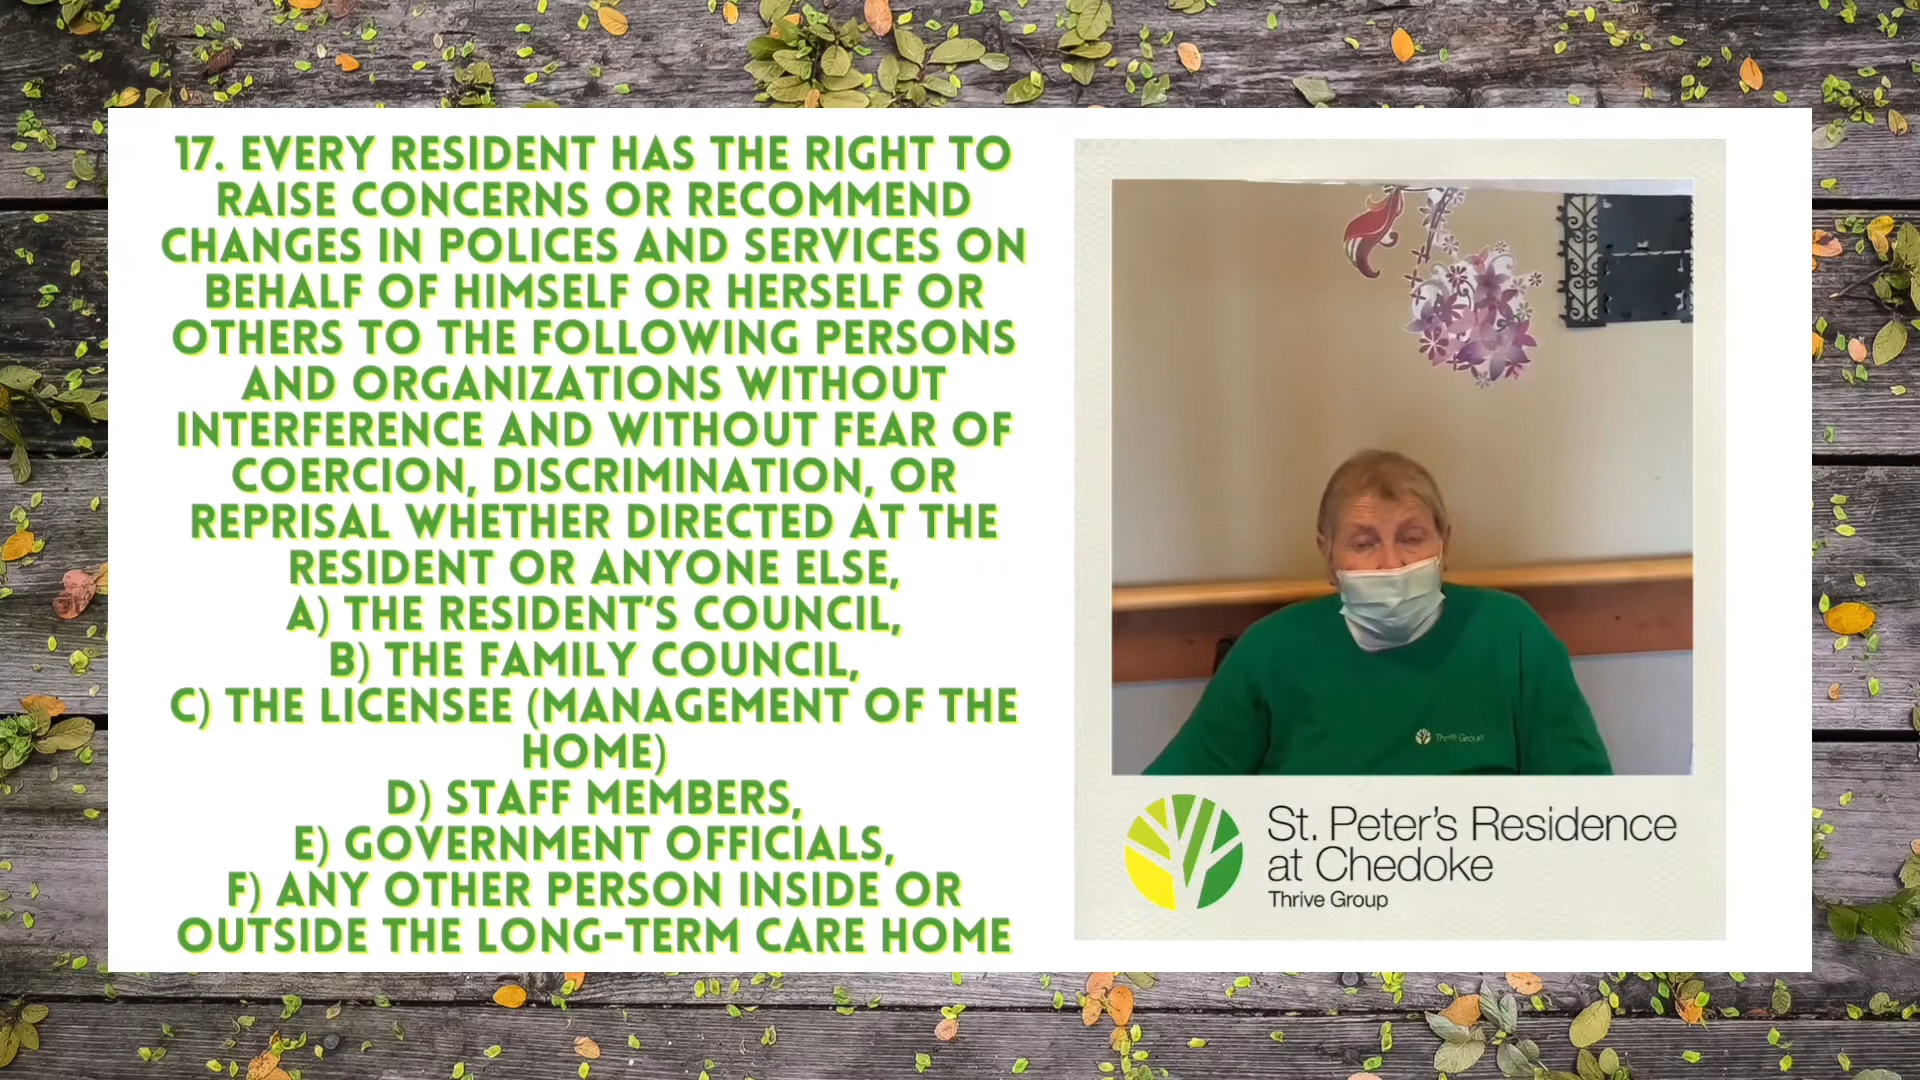 17. EVERY RESIDENT HAS THE RIGHT TO
RAISE CONCERNS OR RECOMMEND
CHANGES IN POLICES AND SERVICES ON
BEHALF OF HIMSELF OR HERSELF OR
OTHERS TO THE FOLLOWING PERSONS
AND ORGANIZATIONS WITHOUT
INTERFERENCE AND WITHOUT FEAR OF
COERCION, DISCRIMINATION, OR
REPRISAL WHETHER DIRECTED AT THE
RESIDENT OR ANYONE ELSE,
A) THE RESIDENT'S COUNCIL,
B) THE FAMILY COUNCIL,
C) THE LICENSEE (MANAGEMENT OF THE
HOME)
D) STAFF MEMBERS,
E) GOVERNMENT OFFICIALS,
F) ANY OTHER PERSON INSIDE OR
OUTSIDE THE LONG-TERM CARE HOME
Thrive Group
St. Peter's Residence
at Chedoke
Thrive Group